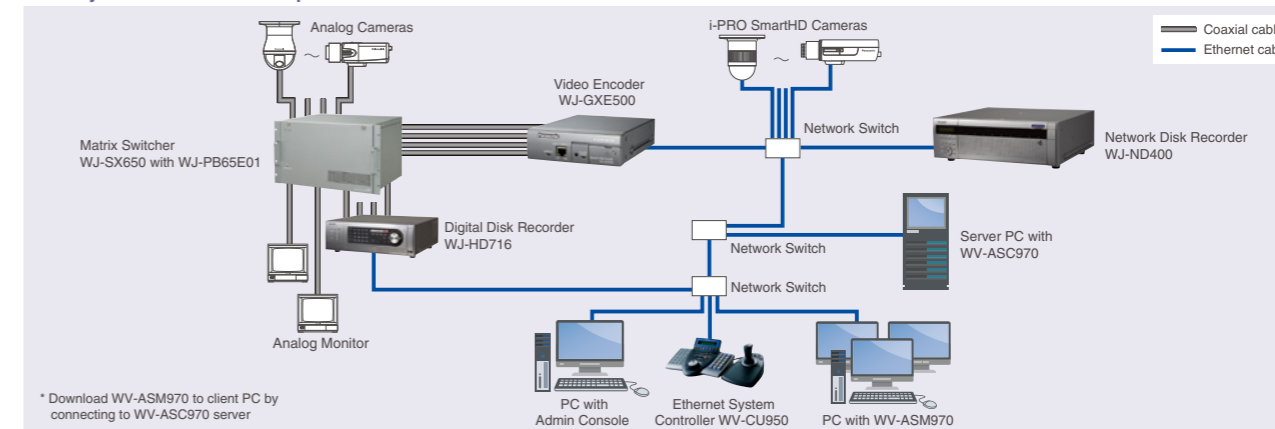 Analog Cameras
i-PRO SmartHD Cameras
Coaxial
Ethernet
Video Encoder
WJ-GXE500
Network Switch
Network Disk Recorder
WJ-ND400
Matrix Switcher
WJ-SX650 with WJ-PB65E01
Digital Disk Recorder
WJ-HD716
Network Switch
Server PC with
WV-ASC970
Network Switch
Analog Monitor
* Download WV-ASM970 to client PC by
connecting to WV-ASC970 server
PC with
Admin Console
Ethernet System
Controller WV-CU950
PC with WV-ASM970